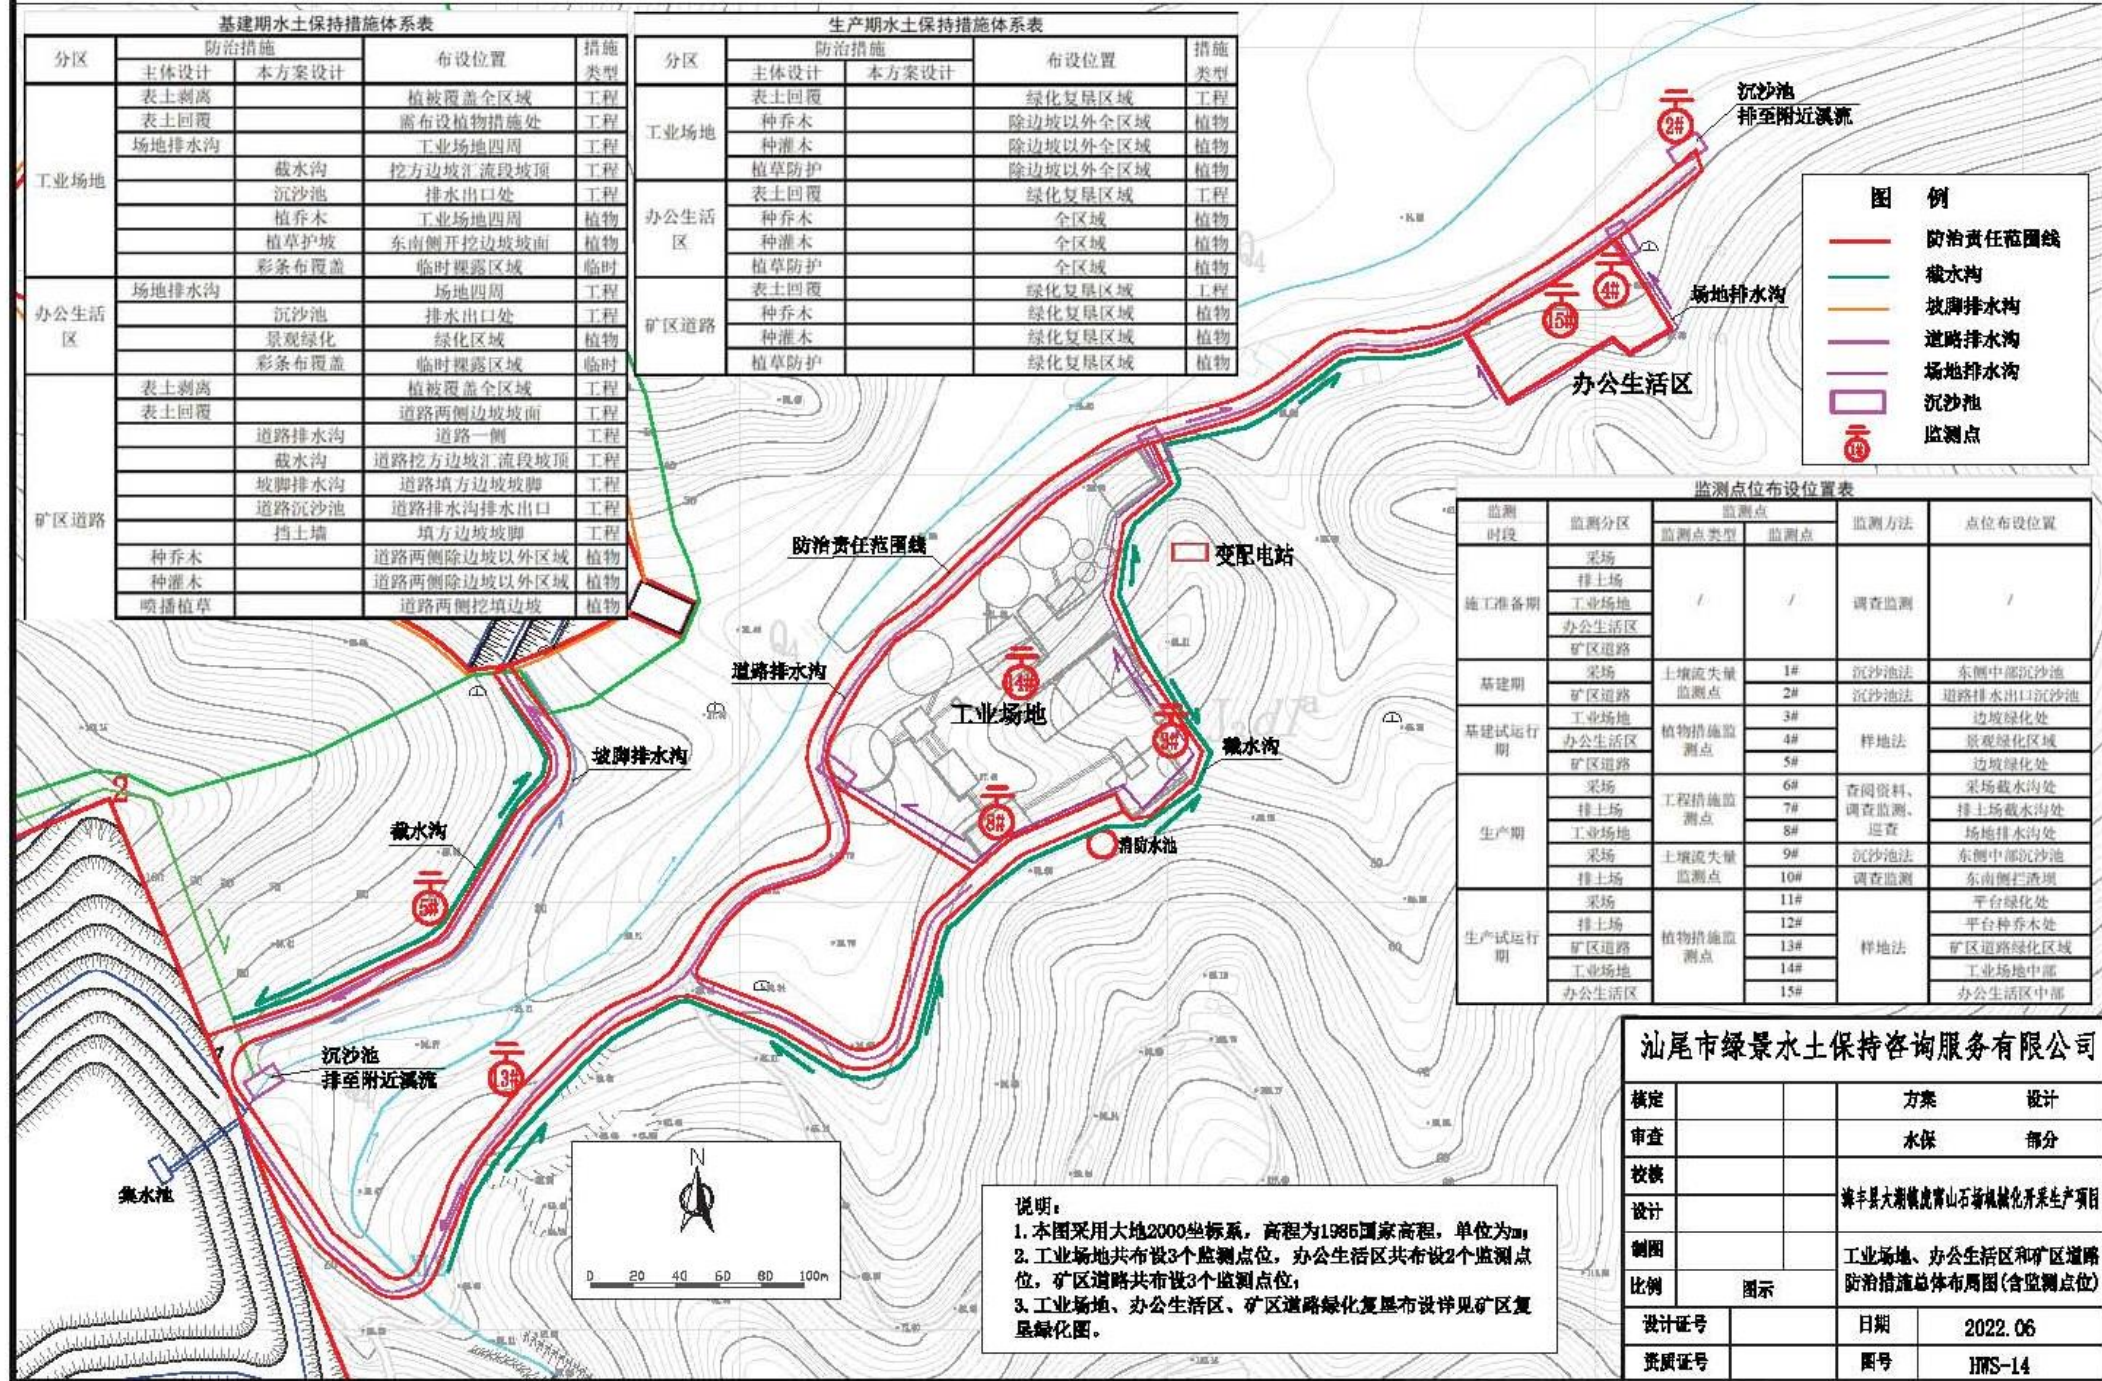 基建期水土保持措施体系表
分区 防治措施 布设位置 措施类型
主体设计 本方案设计
工业场地
表土剥离 植被覆盖全区域 工程
表土回覆 需布设植物措施处 工程
场地排水沟 工业场地四周 工程
截水沟 挖方边坡汇流段坡顶 工程
沉沙池 排水出口处 工程
植乔木 工业场地四周 植物
植草护坡 东南侧开挖边坡坡面 植物
彩条布覆盖 临时裸露区域 临时
办公生活区
场地排水沟 场地四周 工程
沉沙池 排水出口处 工程
景观绿化 绿化区域 植物
彩条布覆盖 临时裸露区域 临时
矿区道路
表土剥离 植被覆盖全区域 工程
表土回覆 道路两侧边坡坡面 工程
道路排水沟 道路一侧 工程
截水沟 道路挖方边坡汇流段坡顶 工程
坡脚排水沟 道路填方边坡坡脚 工程
道路沉沙池 道路排水沟排水出口 工程
挡土墙 填方边坡坡脚 工程
种乔木 道路两侧除边坡以外区域 植物
种灌木 道路两侧除边坡以外区域 植物
喷播植草 道路两侧挖填边坡 植物
生产期水土保持措施体系表
分区 防治措施 布设位置 措施类型
主体设计 本方案设计
工业场地
表土回覆 绿化复垦区域 工程
种乔木 除边坡以外全区域 植物
种灌木 除边坡以外全区域 植物
植草防护 除边坡以外全区域 植物
办公生活区
表土回覆 绿化复垦区域 工程
种乔木 全区域 植物
种灌木 全区域 植物
植草防护 全区域 植物
矿区道路
表土回覆 绿化复垦区域 工程
种乔木 绿化复垦区域 植物
种灌木 绿化复垦区域 植物
植草防护 绿化复垦区域 植物
2#
沉沙池
排至附近溪流
4#
15#
场地排水沟
办公生活区
图 例
防治责任范围线
截水沟
坡脚排水沟
道路排水沟
场地排水沟
沉沙池
监测点
防治责任范围线
变配电站
道路排水沟
14#
工业场地
截水沟
坡脚排水沟
8#
消防水池
2
截水沟
5#
沉沙池
排至附近溪流
13#
集水池
监测点位布设位置表
监测时段 监测分区 监测点 监测方法 点位布设位置
监测点类型 监测点
施工准备期 采场 / / 调查监测 /
排土场
工业场地
办公生活区
矿区道路
基建期 采场 土壤流失量监测点 1# 沉沙池法 东侧中部沉沙池
矿区道路 2# 沉沙池法 道路排水出口沉沙池
基建试运行期 工业场地 植物措施监测点 3# 样地法 边坡绿化处
办公生活区 4# 景观绿化区域
矿区道路 5# 边坡绿化处
生产期 采场 工程措施监测点 6# 查阅资料、调查监测、巡查 采场截水沟处
排土场 7# 排土场截水沟处
工业场地 8# 场地排水沟处
采场 土壤流失量监测点 9# 沉沙池法 东侧中部沉沙池
排土场 10# 调查监测 东南侧拦渣坝
生产试运行期 采场 植物措施监测点 11# 样地法 平台绿化处
排土场 12# 平台种乔木处
矿区道路 13# 矿区道路绿化区域
工业场地 14# 工业场地中部
办公生活区 15# 办公生活区中部
N
0 20 40 60 80 100m
说明：
1.本图采用大地2000坐标系，高程为1985国家高程，单位为m；
2.工业场地共布设3个监测点位，办公生活区共布设2个监测点
位，矿区道路共布设3个监测点位；
3.工业场地、办公生活区、矿区道路绿化复垦布设详见矿区复
垦绿化图。
汕尾市绿景水土保持咨询服务有限公司
核定 方案 设计
审查 水保 部分
校核
设计
制图
工业场地、办公生活区和矿区道路
防治措施总体布局图(含监测点位)
比例 图示
设计证号 日期 2022.06
资质证号 图号 HWS-14